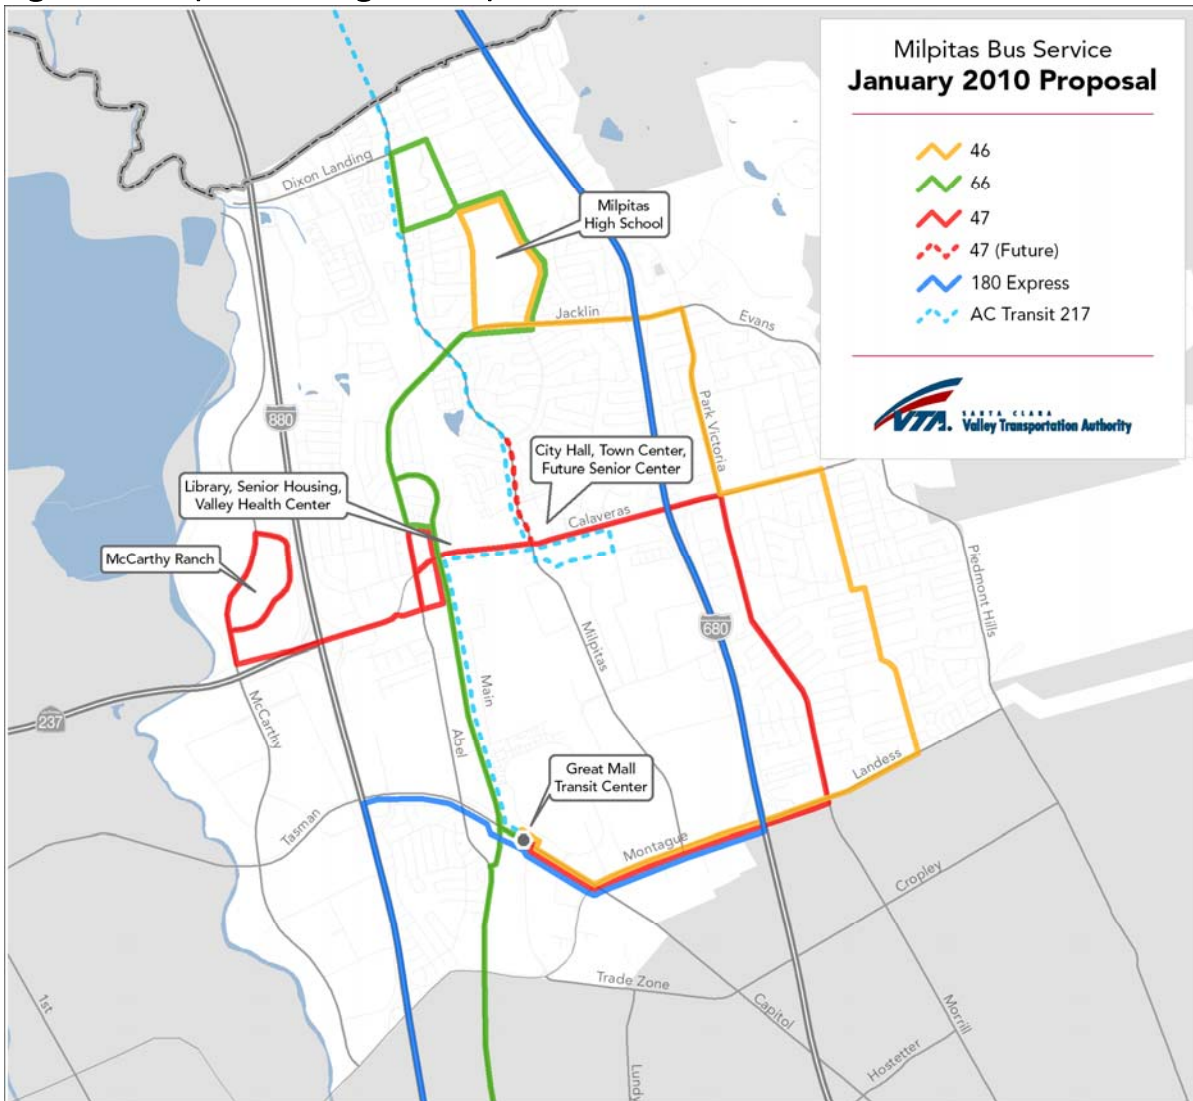 Milpitas Bus Service
January 2010 Proposal
46
66
47
47 (Future)
180 Express
AC Transit 217
VTA.
SANTA CLARA
Valley Transportation Authority
Dixon Landing
Milpitas
High School
Jacklin
Evans
880
Park Victoria
City Hall, Town Center,
Future Senior Center
Library, Senior Housing,
Valley Health Center
Calaveras
McCarthy Ranch
Piedmont Hills
680
Milpitas
237
McCarthy
Main
Abel
Great Mall
Transit Center
Landess
Tasman
Montague
Cropley
Trade Zone
Capitol
1st
Morrill
Hostetter
Lundy